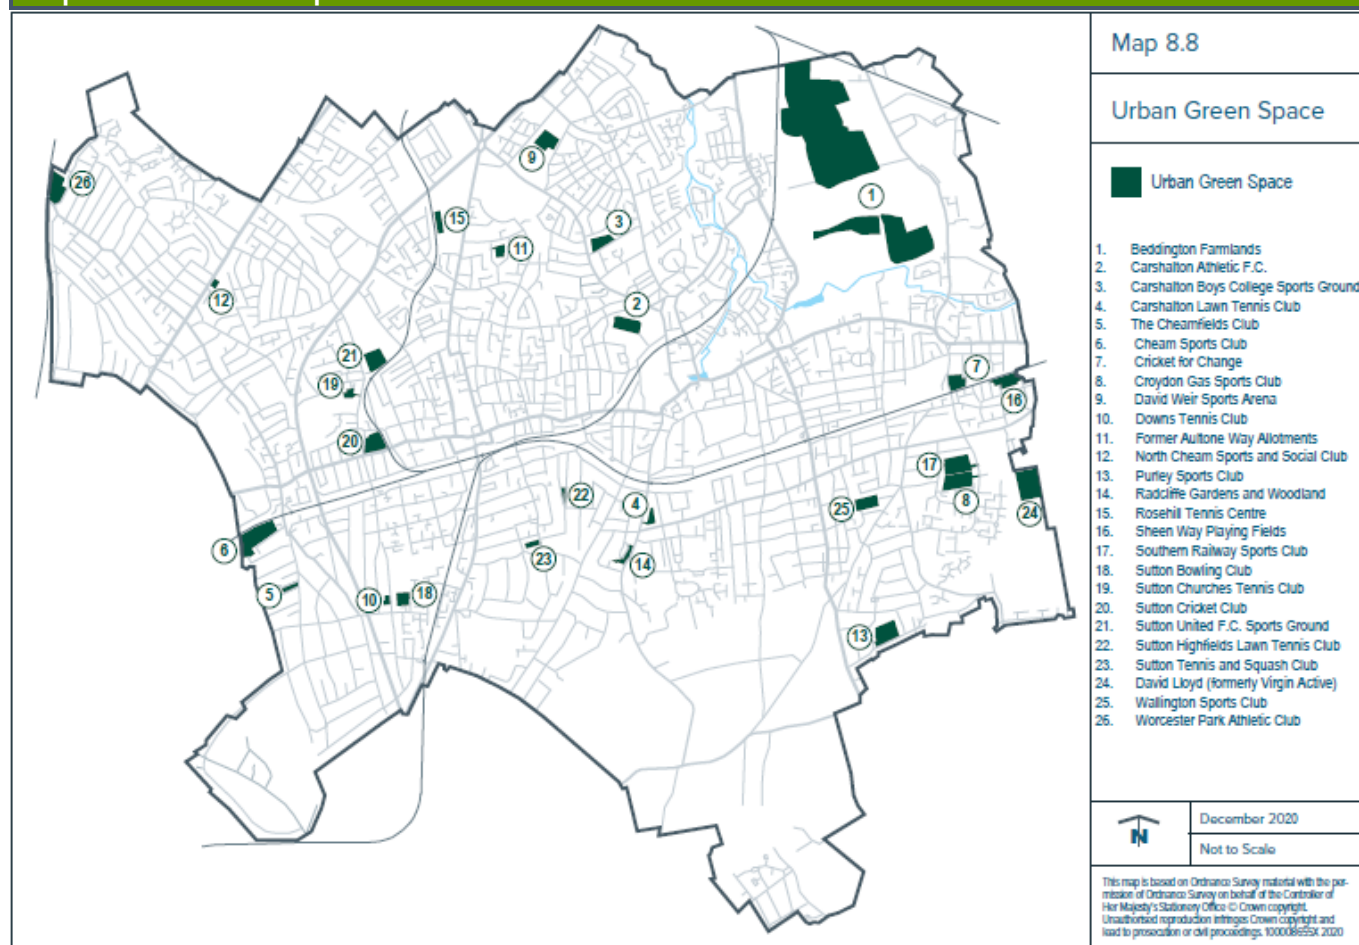 Map 8.8
Urban Green Space
Urban Green Space
1. Beddington Farmlands
2. Carshalton Athletic F.C.
3. Carshalton Boys College Sports Ground
4. Carshalton Lawn Tennis Club
5. The Cheamfields Club
6. Cheam Sports Club
7. Cricket for Change
8. Croydon Gas Sports Club
9. David Weir Sports Arena
10. Downs Tennis Club
11. Former Aultone Way Allotments
12. North Cheam Sports and Social Club
13. Purley Sports Club
14. Radcliffe Gardens and Woodland
15. Rosehill Tennis Centre
16. Sheen Way Playing Fields
17. Southern Railway Sports Club
18. Sutton Bowling Club
19. Sutton Churches Tennis Club
20. Sutton Cricket Club
21. Sutton United F.C. Sports Ground
22. Sutton Highfields Lawn Tennis Club
23. Sutton Tennis and Squash Club
24. David Lloyd (formerly Virgin Active)
25. Wallington Sports Club
26. Worcester Park Athletic Club
N
December 2020
Not to Scale
This map is based on Ordnance Survey material with the per-
mission of Ordnance Survey on behalf of the Controller of
Her Majesty's Stationery Office © Crown copyright.
Unauthorised reproduction infringes Crown copyright and
lead to prosecution or civil proceedings. 2020
9
26
1
15
3
11
12
2
21
7
19
16
20
17
22
8
4
25
24
6
23
14
5
10
18
13